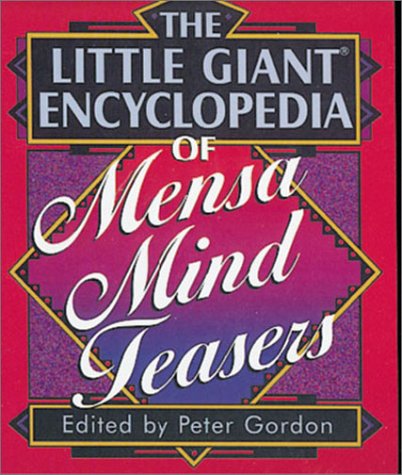 THE
LITTLE GIANT®
ENCYCLOPEDIA
OF
Mensa
Mind
Teasers
Edited by Peter Gordon